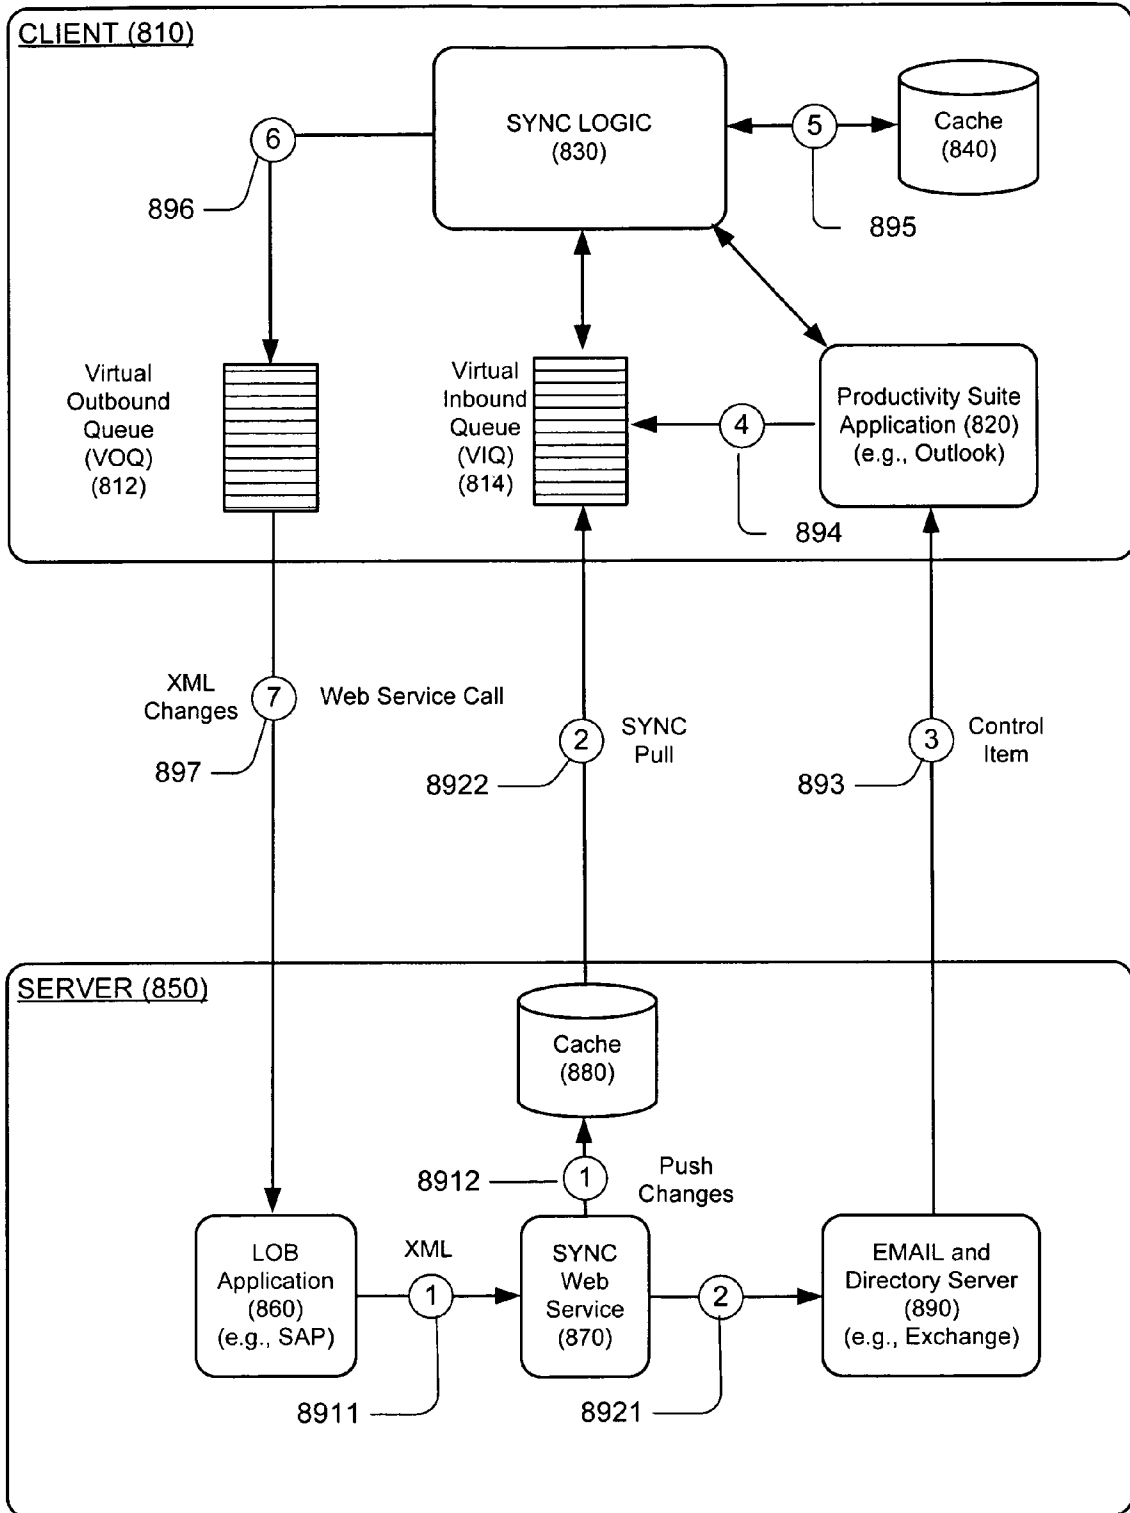 CLIENT (810)
SYNC LOGIC
(830)
Cache
(840)
5
895
6
896
Virtual
Outbound
Queue
(VOQ)
(812)
Virtual
Inbound
Queue
(VIQ)
(814)
4
894
Productivity Suite
Application (820)
(e.g., Outlook)
XML
Changes
7
Web Service Call
897
2
SYNC
Pull
8922
3
Control
Item
893
SERVER (850)
Cache
(880)
8912
1
Push
Changes
LOB
Application
(860)
(e.g., SAP)
XML
1
8911
SYNC
Web
Service
(870)
2
8921
EMAIL and
Directory Server
(890)
(e.g., Exchange)